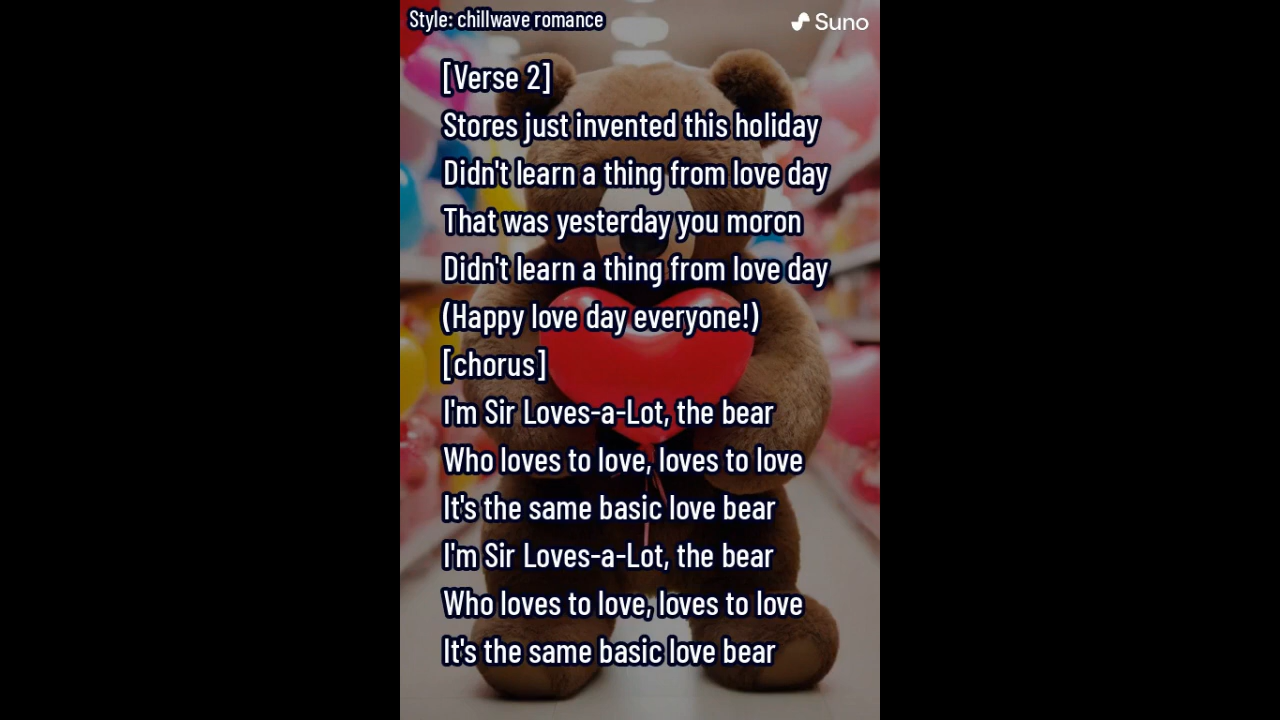 Style: chillwave romance
Suno
[Verse 2]
Stores just invented this holiday
Didn't learn a thing from love day
That was yesterday you moron
Didn't learn a thing from love day
(Happy love day everyone!)
[chorus]
I'm Sir Loves-a-Lot, the bear
Who loves to love, loves to love
It's the same basic love bear
I'm Sir Loves-a-Lot, the bear
Who loves to love, loves to love
It's the same basic love bear